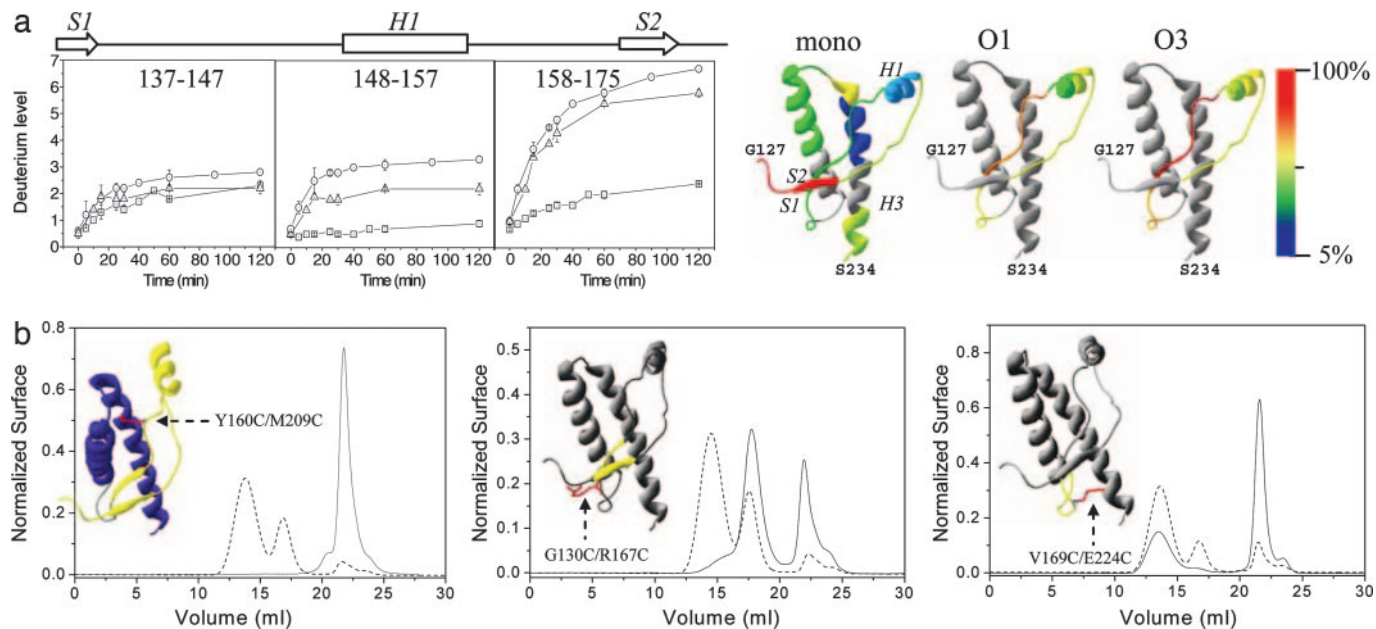 a
S1
H1
S2
Deuterium level
7
6
5
4
3
2
1
0
137-147
148-157
158-175
0 20 40 60 80 100 120
0 20 40 60 80 100 120
0 20 40 60 80 100 120
Time (min)
Time (min)
Time (min)
mono
O1
O3
H1
G127
S2
S1
H3
S234
G127
S234
G127
S234
100%
5%
b
Normalized Surface
0.8
0.6
0.4
0.2
0.0
Y160C/M209C
0 5 10 15 20 25 30
Volume (ml)
Normalized Surface
0.5
0.4
0.3
0.2
0.1
0.0
G130C/R167C
0 5 10 15 20 25 30
Volume (ml)
Normalized Surface
0.8
0.6
0.4
0.2
0.0
V169C/E224C
0 5 10 15 20 25 30
Volume (ml)